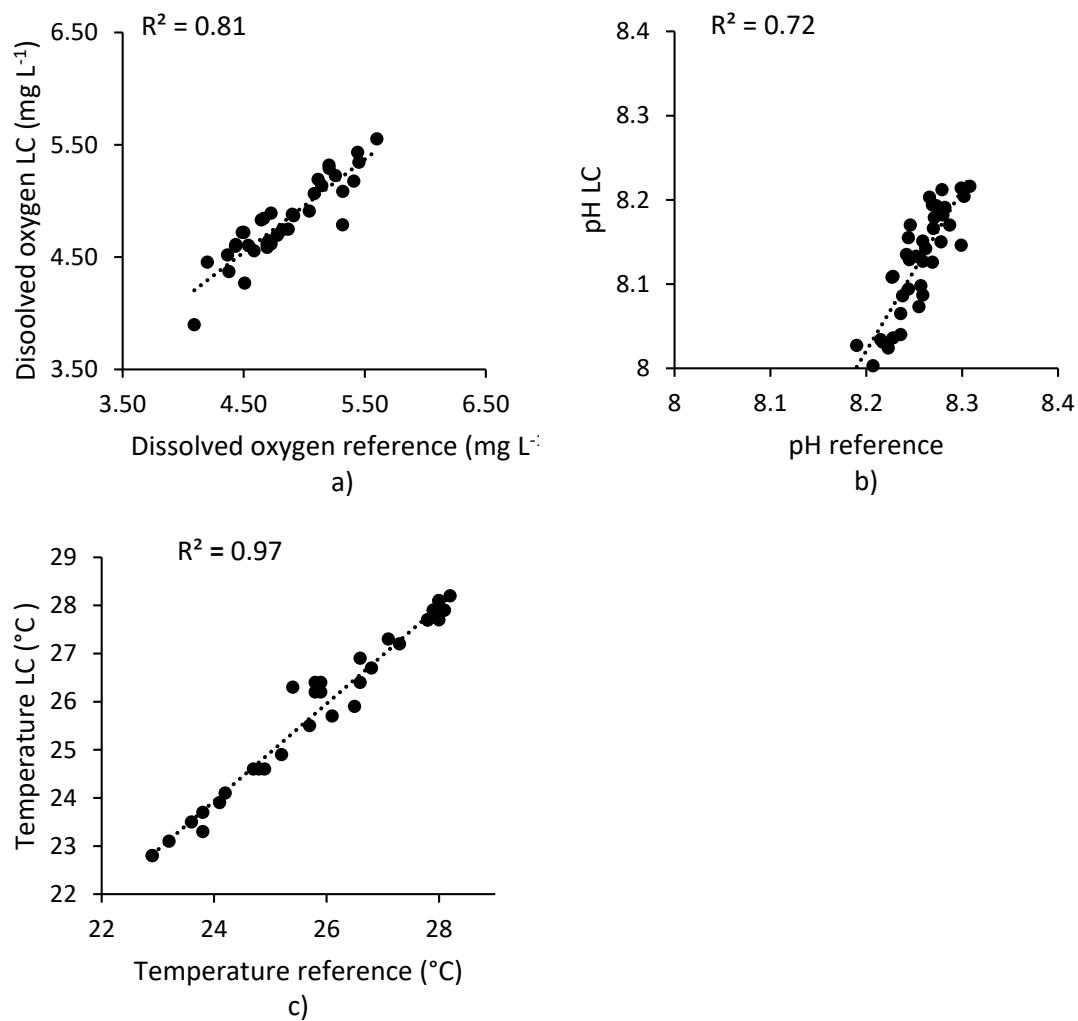 R² = 0.81
6.50
5.50
4.50
3.50
3.50 4.50 5.50 6.50
Disoolved oxygen LC (mg L⁻¹)
Dissolved oxygen reference (mg L⁻¹
a)
R² = 0.72
8.4
8.3
8.2
8.1
8
8 8.1 8.2 8.3 8.4
pH LC
pH reference
b)
R² = 0.97
29
28
27
26
25
24
23
22
22 24 26 28
Temperature LC (°C )
Temperature reference (°C)
c)